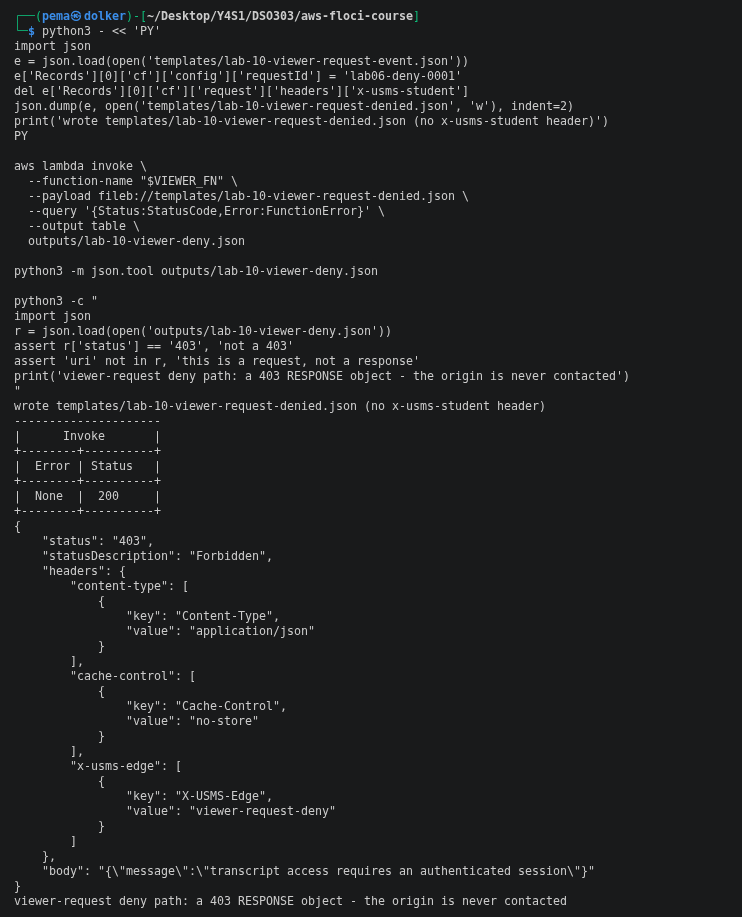 ┌──(pema㉿dolker)-[~/Desktop/Y4S1/DSO303/aws-floci-course]
└─$ python3 - << 'PY'
import json
e = json.load(open('templates/lab-10-viewer-request-event.json'))
e['Records'][0]['cf']['config']['requestId'] = 'lab06-deny-0001'
del e['Records'][0]['cf']['request']['headers']['x-usms-student']
json.dump(e, open('templates/lab-10-viewer-request-denied.json', 'w'), indent=2)
print('wrote templates/lab-10-viewer-request-denied.json (no x-usms-student header)')
PY

aws lambda invoke \
  --function-name "$VIEWER_FN" \
  --payload fileb://templates/lab-10-viewer-request-denied.json \
  --query '{Status:StatusCode,Error:FunctionError}' \
  --output table \
  outputs/lab-10-viewer-deny.json

python3 -m json.tool outputs/lab-10-viewer-deny.json

python3 -c "
import json
r = json.load(open('outputs/lab-10-viewer-deny.json'))
assert r['status'] == '403', 'not a 403'
assert 'uri' not in r, 'this is a request, not a response'
print('viewer-request deny path: a 403 RESPONSE object - the origin is never contacted')
"
wrote templates/lab-10-viewer-request-denied.json (no x-usms-student header)
---------------------
|      Invoke       |
+--------+----------+
|  Error | Status   |
+--------+----------+
|  None  |  200     |
+--------+----------+
{
    "status": "403",
    "statusDescription": "Forbidden",
    "headers": {
        "content-type": [
            {
                "key": "Content-Type",
                "value": "application/json"
            }
        ],
        "cache-control": [
            {
                "key": "Cache-Control",
                "value": "no-store"
            }
        ],
        "x-usms-edge": [
            {
                "key": "X-USMS-Edge",
                "value": "viewer-request-deny"
            }
        ]
    },
    "body": "{\"message\":\"transcript access requires an authenticated session\"}"
}
viewer-request deny path: a 403 RESPONSE object - the origin is never contacted